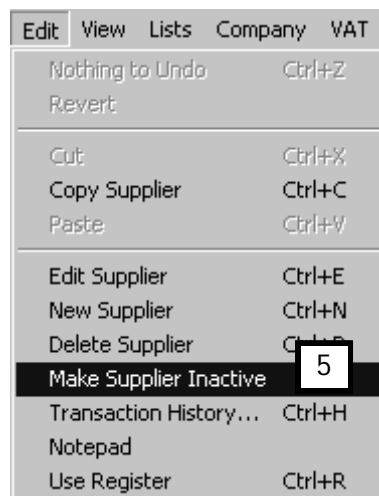 Edit View Lists Company VAT
Nothing to Undo Ctrl+Z
Revert
Cut Ctrl+X
Copy Supplier Ctrl+C
Paste Ctrl+V
Edit Supplier Ctrl+E
New Supplier Ctrl+N
Delete Supplier
5
Make Supplier Inactive
Transaction History... Ctrl+H
Notepad
Use Register Ctrl+R